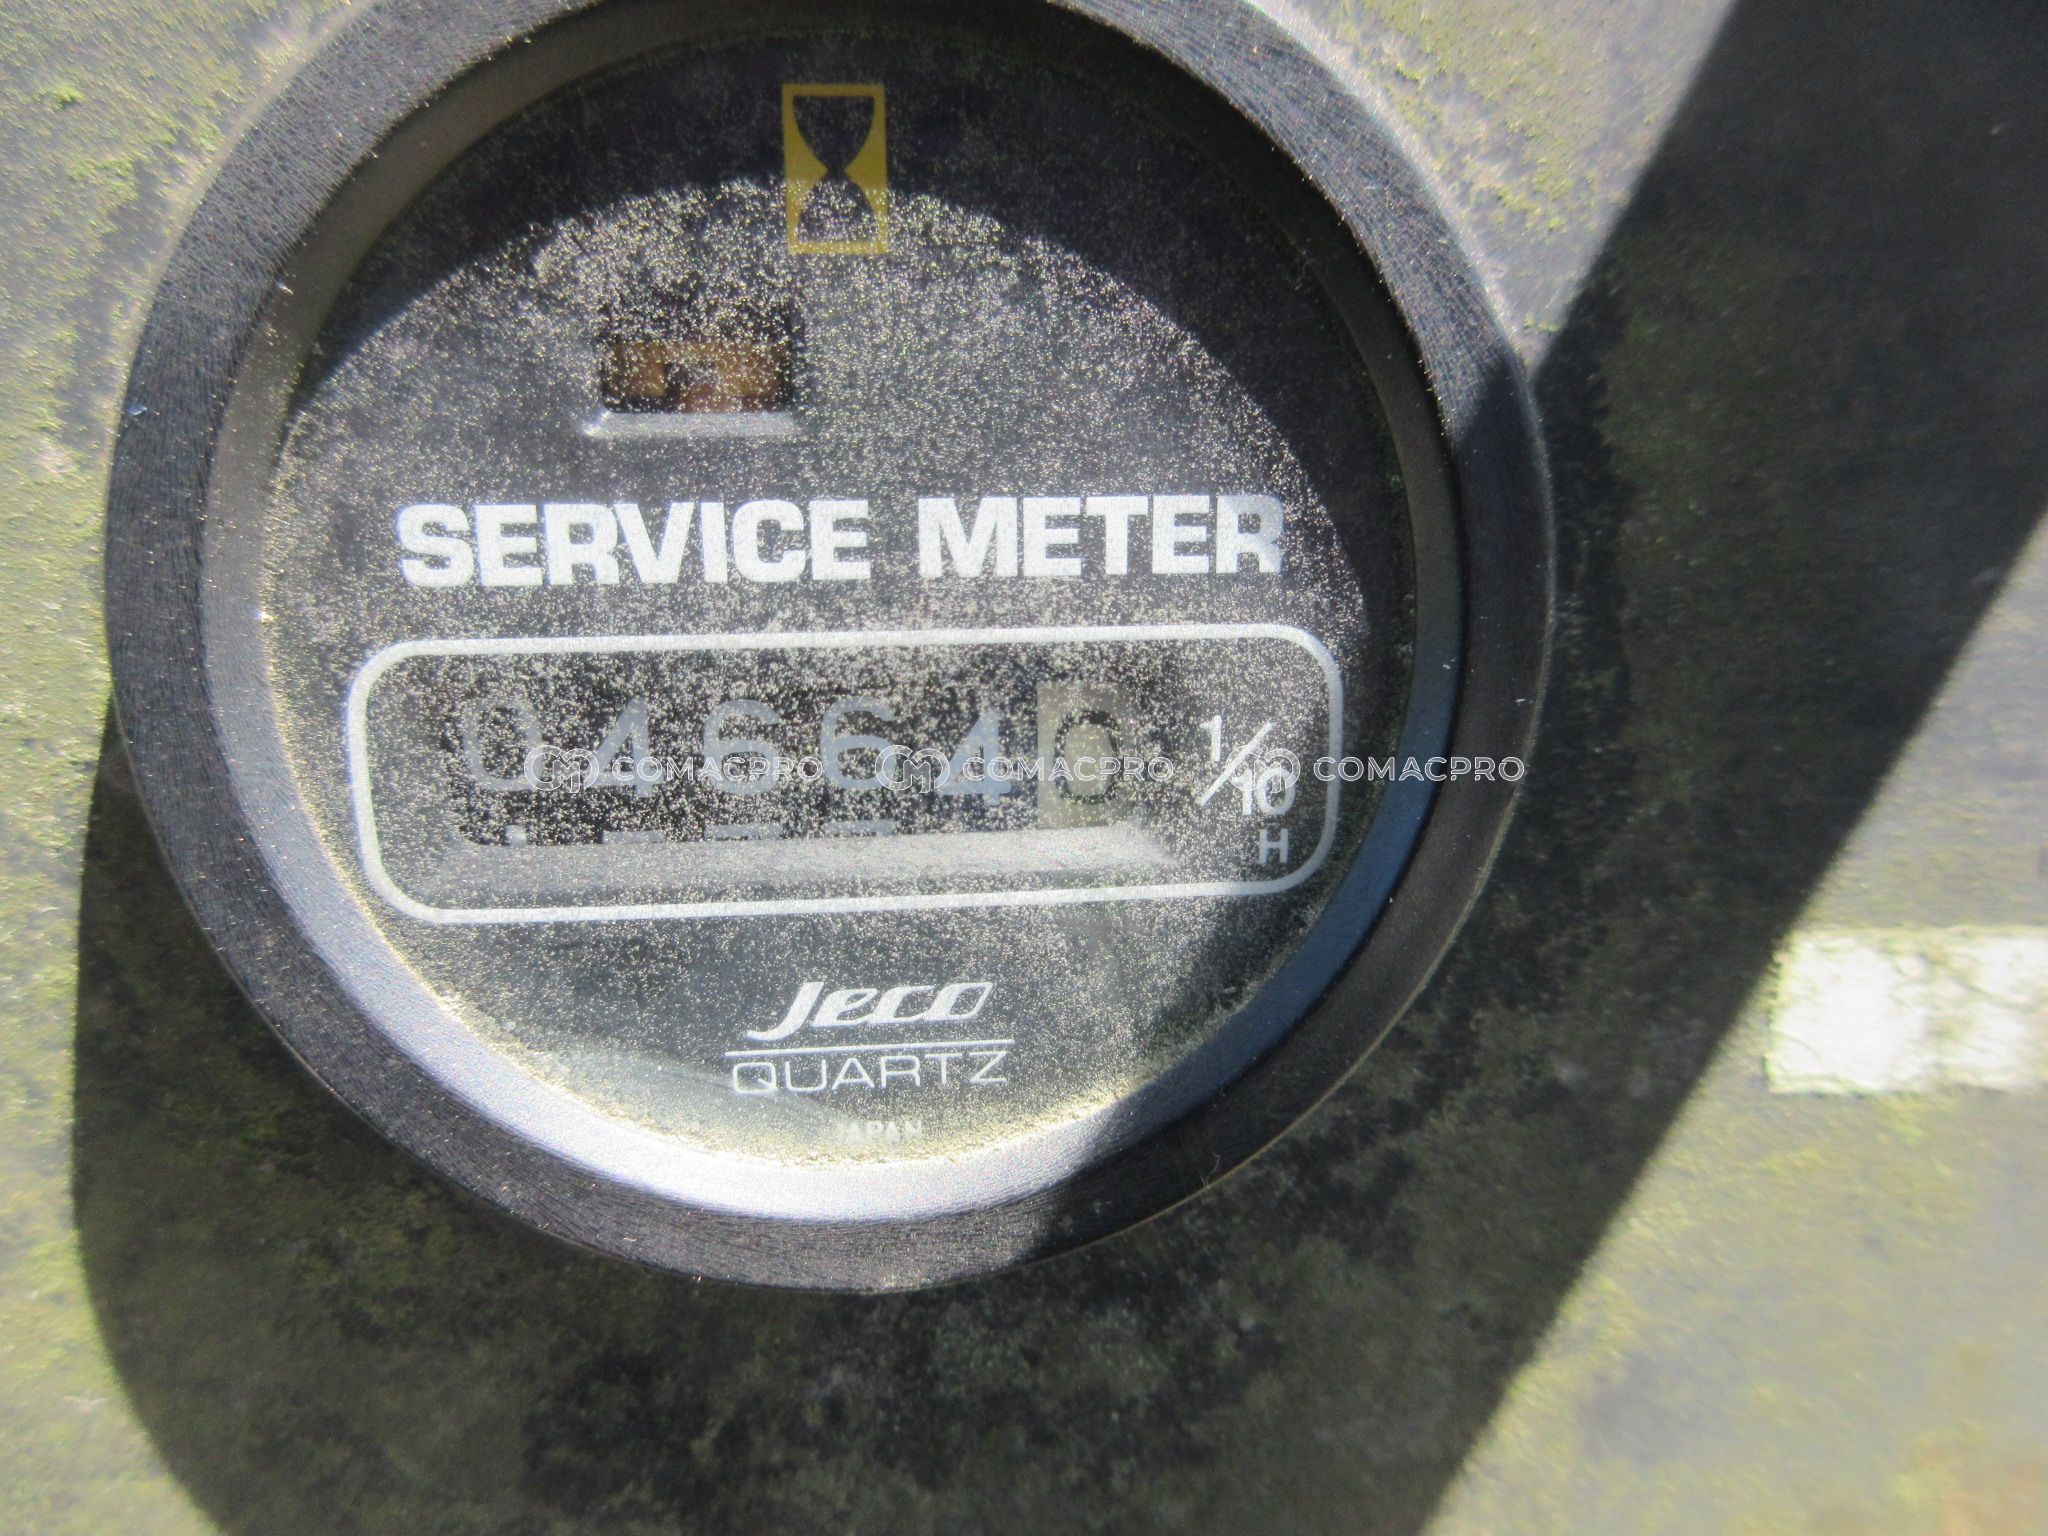 SERVICE METER
046640 1/10
H
COMACPRO COMACPRO COMACPRO
Jeco
QUARTZ
JAPAN